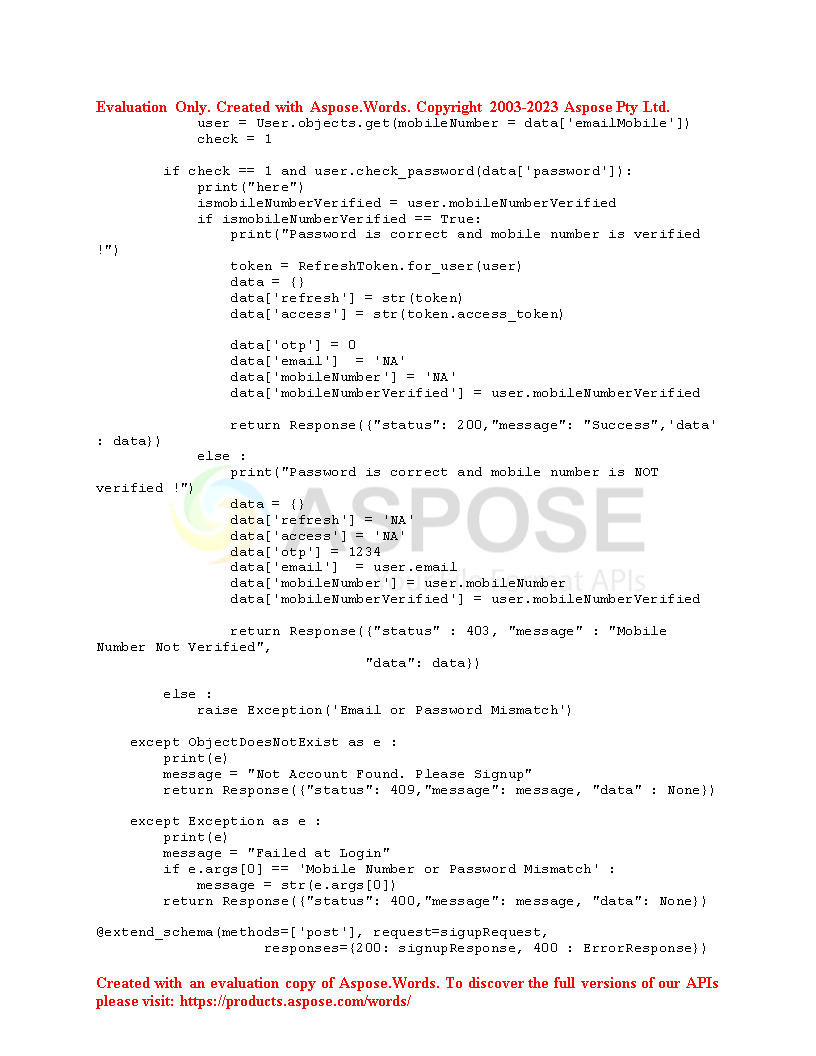 Evaluation Only. Created with Aspose.Words. Copyright 2003-2023 Aspose Pty Ltd.
            user = User.objects.get(mobileNumber = data['emailMobile'])
            check = 1

        if check == 1 and user.check_password(data['password']):
            print("here")
            ismobileNumberVerified = user.mobileNumberVerified
            if ismobileNumberVerified == True:
                print("Password is correct and mobile number is verified
!")
                token = RefreshToken.for_user(user)
                data = {}
                data['refresh'] = str(token)
                data['access'] = str(token.access_token)

                data['otp'] = 0
                data['email']  = 'NA'
                data['mobileNumber'] = 'NA'
                data['mobileNumberVerified'] = user.mobileNumberVerified

                return Response({"status": 200,"message": "Success",'data'
: data})
            else :
                print("Password is correct and mobile number is NOT
verified !")
                data = {}
                data['refresh'] = 'NA'
                data['access'] = 'NA'
                data['otp'] = 1234
                data['email']  = user.email
                data['mobileNumber'] = user.mobileNumber
                data['mobileNumberVerified'] = user.mobileNumberVerified

                return Response({"status" : 403, "message" : "Mobile
Number Not Verified",
                                "data": data})

        else :
            raise Exception('Email or Password Mismatch')

    except ObjectDoesNotExist as e :
        print(e)
        message = "Not Account Found. Please Signup"
        return Response({"status": 409,"message": message, "data" : None})

    except Exception as e :
        print(e)
        message = "Failed at Login"
        if e.args[0] == 'Mobile Number or Password Mismatch' :
            message = str(e.args[0])
        return Response({"status": 400,"message": message, "data": None})

@extend_schema(methods=['post'], request=sigupRequest,
                    responses={200: signupResponse, 400 : ErrorResponse})
ASPOSE
Your File Format APIs
Created with an evaluation copy of Aspose.Words. To discover the full versions of our APIs
please visit: https://products.aspose.com/words/